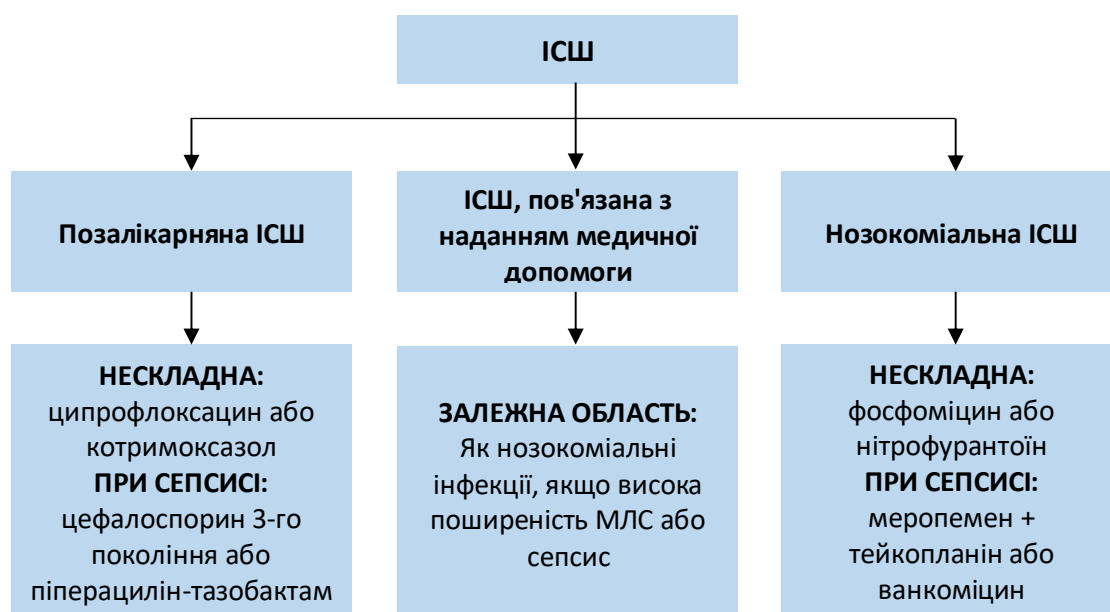 ІСШ
Позалікарняна ІСШ
ІСШ, пов'язана з
наданням медичної
допомоги
Нозокоміальна ІСШ
НЕСКЛАДНА:
ципрофлоксацин або
котримоксазол
ПРИ СЕПСИСІ:
цефалоспорин 3-го
покоління або
піперацилін-тазобактам
ЗАЛЕЖНА ОБЛАСТЬ:
Як нозокоміальні
інфекції, якщо висока
поширеність МЛС або
сепсис
НЕСКЛАДНА:
фосфоміцин або
нітрофурантоїн
ПРИ СЕПСИСІ:
меропемен +
тейкопланін або
ванкоміцин